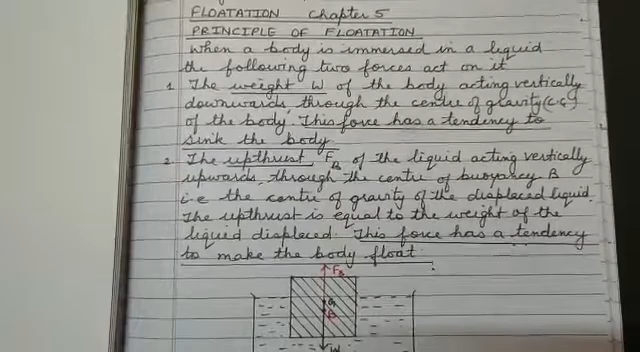 FLOATATION Chapter 5
PRINCIPLE OF FLOATATION
When a body is immersed in a liquid
the following two forces act on it
1. The weight W of the body acting vertically
downwards, through the centre of gravity (C.G)
of the body. This force has a tendency to
sink the body
2. The upthrust, FB of the liquid acting vertically
upwards, through the centre of buoyancy B
i.e the centre of gravity of the displaced liquid.
The upthrust is equal to the weight of the
liquid displaced. This force has a tendency
to make the body float.
FB
G
B
W